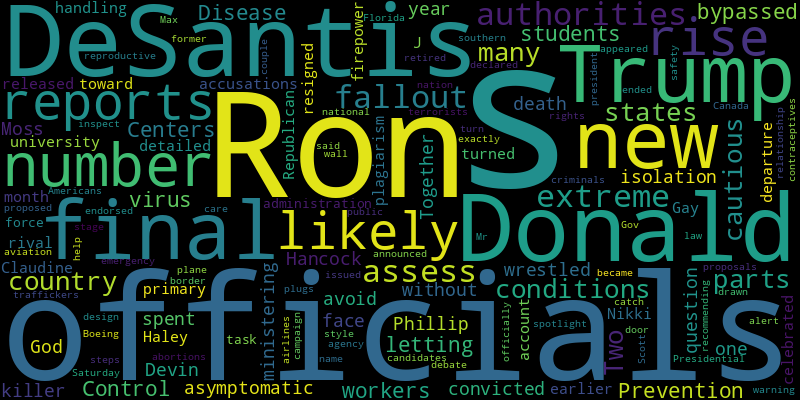 handling
Max
Disease
year
authorities
bypassed
DeSantis
Florida
former
couple
firepower
J
students
rise
reproductive
retired
southern
many
appeared
safety
released
toward
accusations
resigned
nation
declared
Trump
president
reports
Ron
fallout
death
states
ended
Canada
contraceptives
Moss
inspect
Centers
national
terrorists
rights
relationship
university
detailed
Republican
said
wall
plagiarism
turn
exactly
S
new
cautious
departure
number
turned
isolation
month
Americans
virus
Together
criminals
proposed
endorsed
care
administration
public
extreme
force
final
likely
Donald
Gay
Gov
law
stage
rival
help
Mr
aviation
emergency
Hancock
announced
became
proposals
Claudine
plane
issued
assess
wrestled
drawn
country
border
ministering
without
conditions
parts
traffickers
primary
avoid
plugs
catch
officials
design
spent
face
style
Phillip
account
spotlight
Nikki
question
recommending
alert
celebrated
Boeing
Haley
task
airlines
campaign
agency
letting
officially
door
Two
Scott
one
God
steps
abortions
name
candidates
debate
Presidential
Saturday
Devin
warning
killer
Control
asymptomatic
workers
convicted
earlier
Prevention